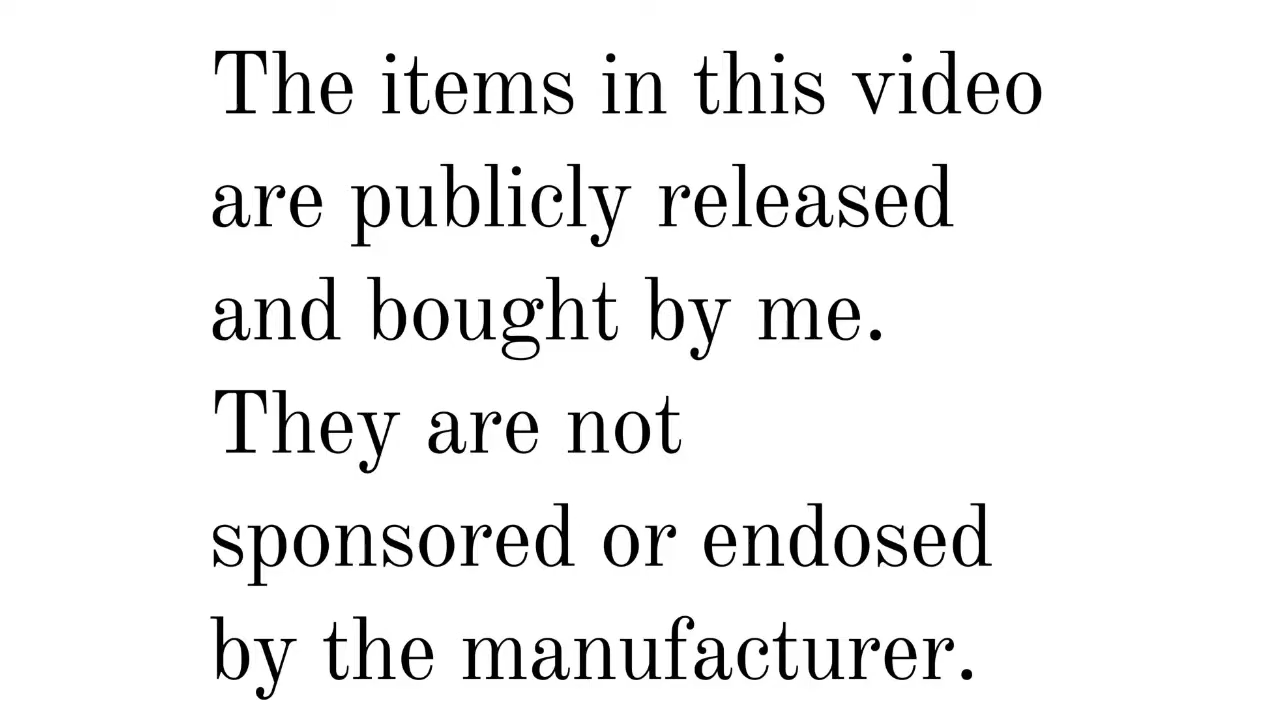 The items in this video
are publicly released
and bought by me.
They are not
sponsored or endosed
by the manufacturer.